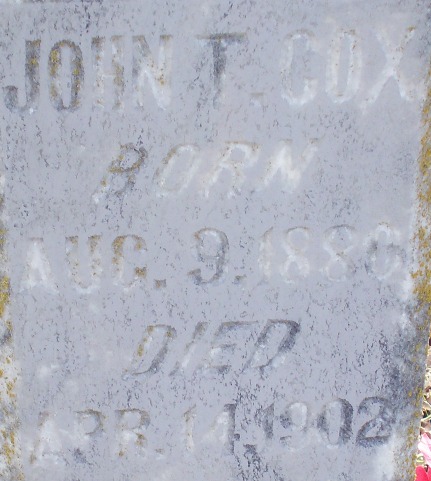 JOHN T. COX
BORN
AUG. 9. 1886
DIED
APR. 14, 1902